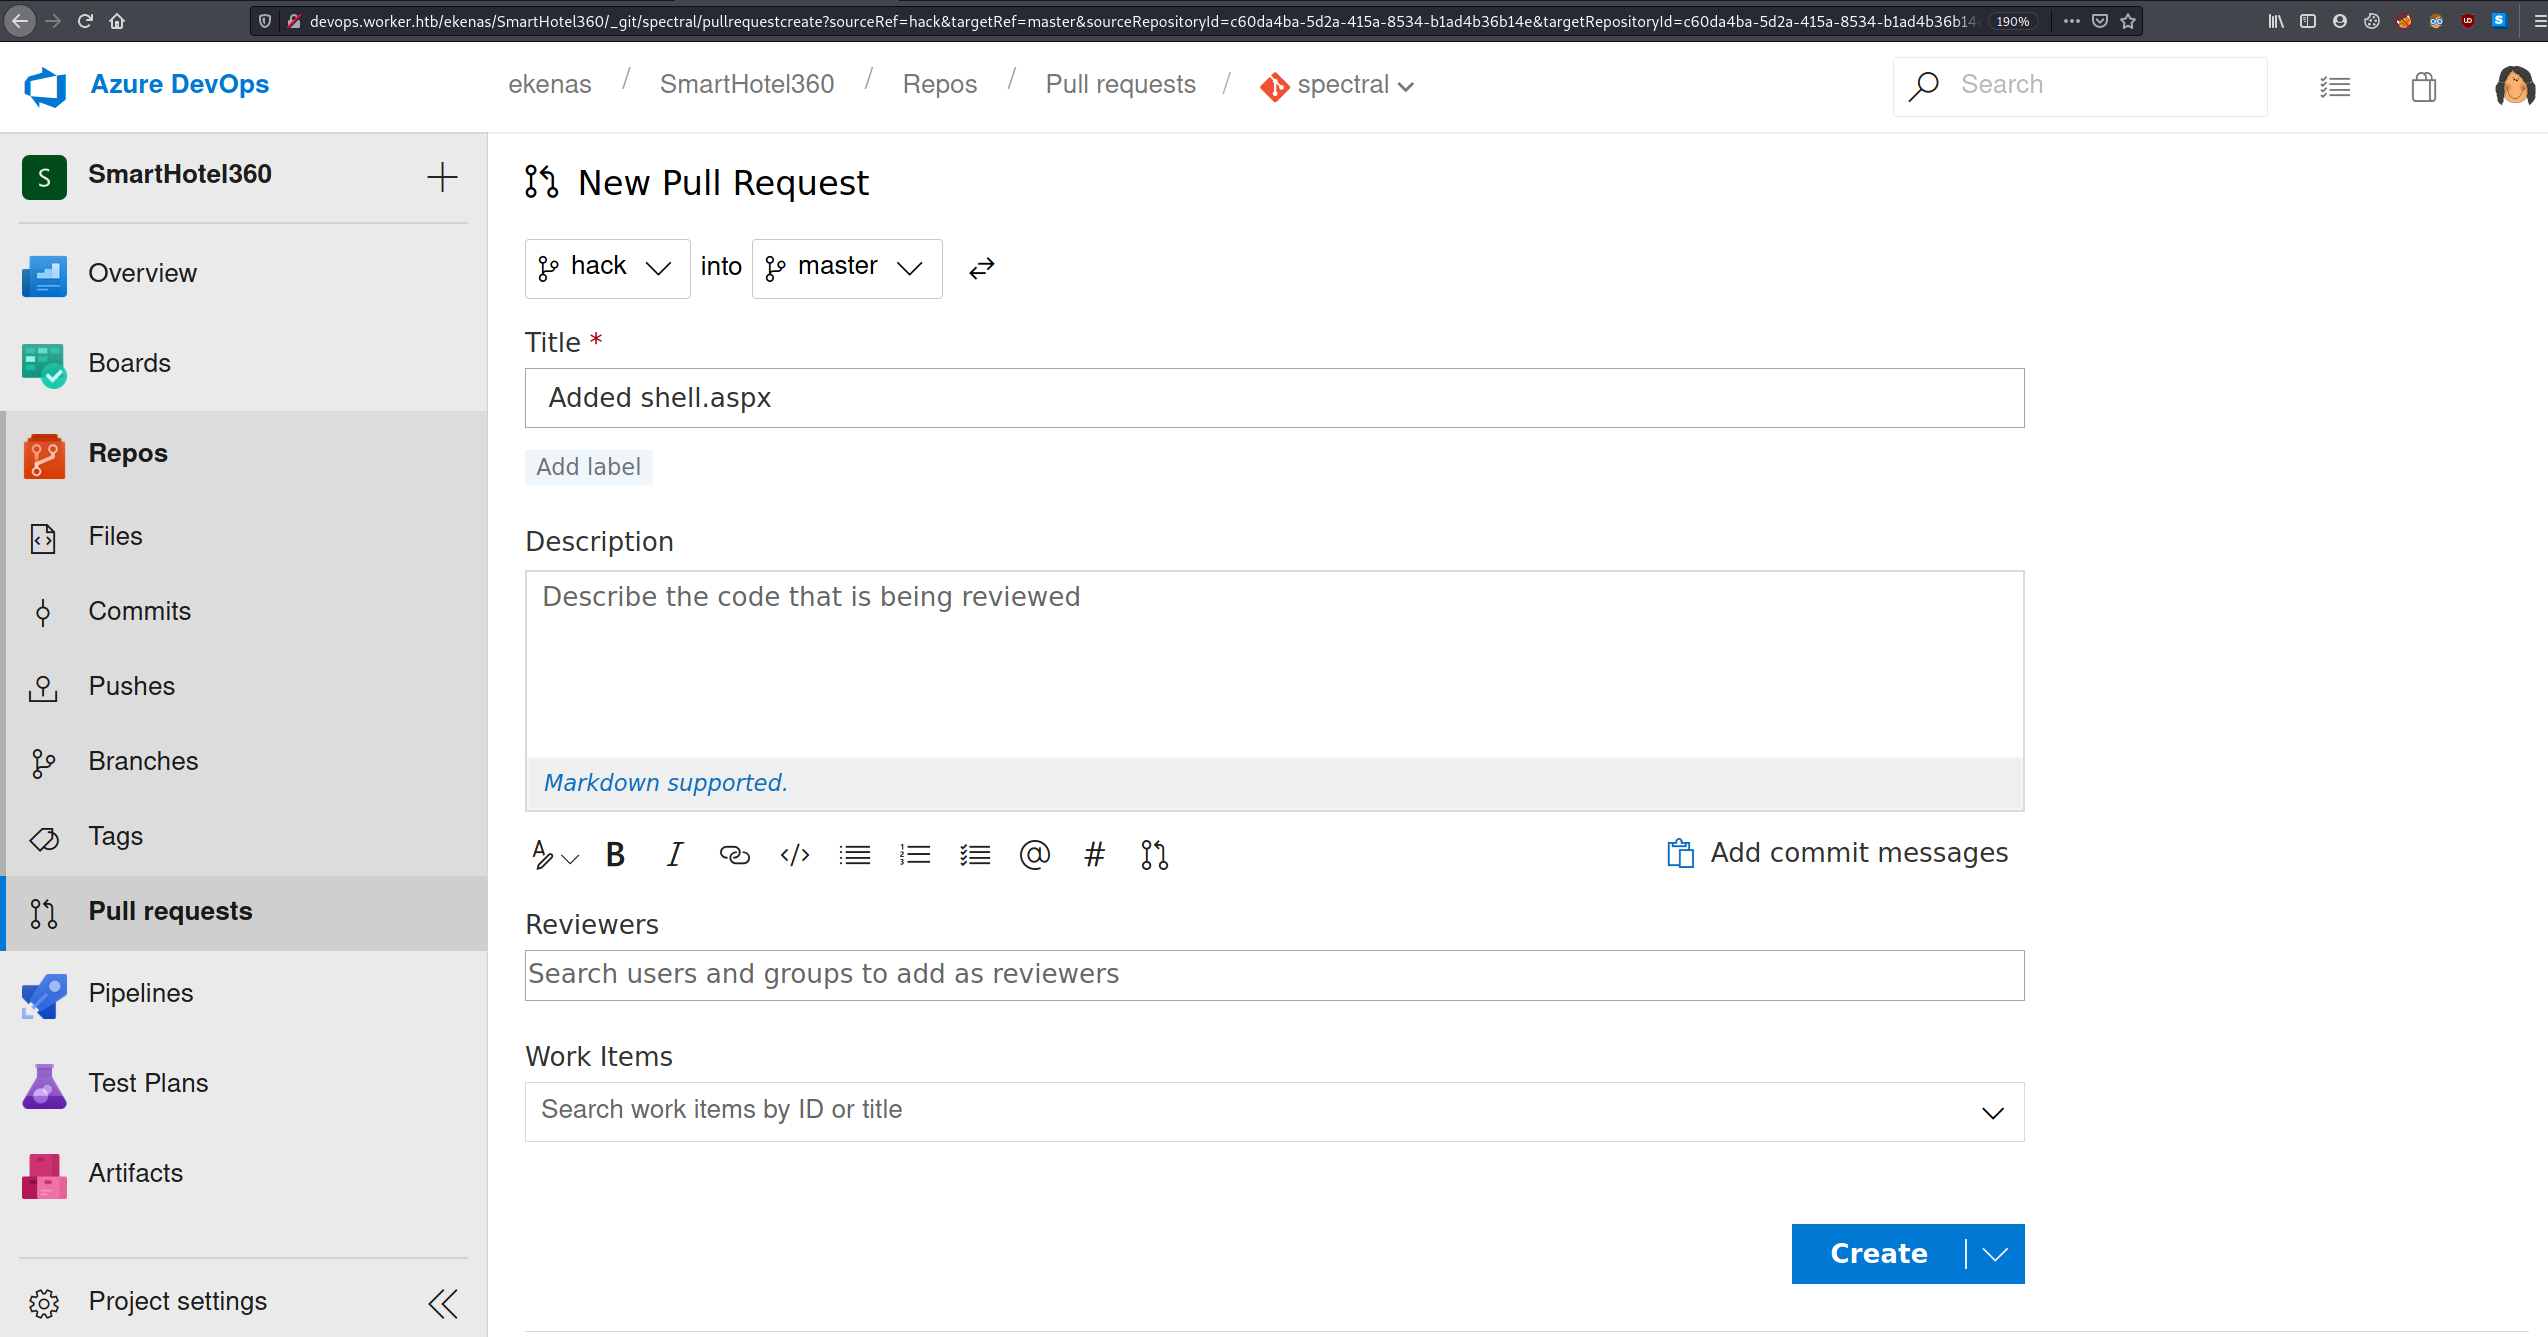 devops.worker.htb/ekenas/SmartHotel360/_git/spectral/pullrequestcreate?sourceRef=hack&targetRef=master&sourceRepositoryId=c60da4ba-5d2a-415a-8534-b1ad4b36b14e&targetRepositoryId=c60da4ba-5d2a-415a-8534-b1ad4b36b14 190%
Azure DevOps
ekenas / SmartHotel360 / Repos / Pull requests / spectral
Search
S SmartHotel360
Overview
Boards
Repos
Files
Commits
Pushes
Branches
Tags
Pull requests
Pipelines
Test Plans
Artifacts
Project settings
New Pull Request
hack into master
Title *
Added shell.aspx
Add label
Description
Describe the code that is being reviewed
Markdown supported.
B I </> @ #
Add commit messages
Reviewers
Search users and groups to add as reviewers
Work Items
Search work items by ID or title
Create